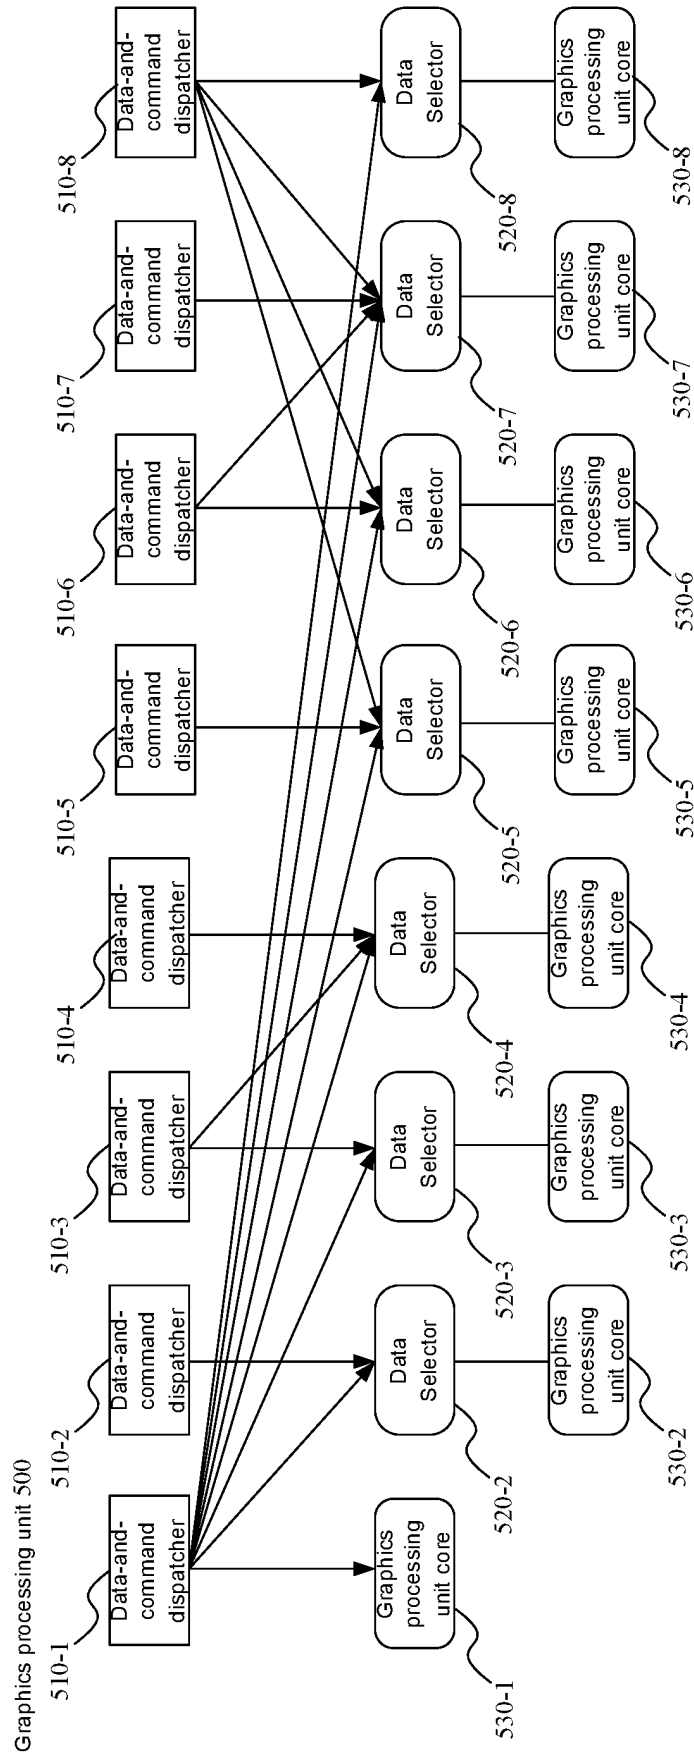 Graphics processing unit 500
510-1
510-2
510-3
510-4
510-5
510-6
510-7
510-8
Data-and-
command
dispatcher
Data-and-
command
dispatcher
Data-and-
command
dispatcher
Data-and-
command
dispatcher
Data-and-
command
dispatcher
Data-and-
command
dispatcher
Data-and-
command
dispatcher
Data-and-
command
dispatcher
Graphics
processing
unit core
Data
Selector
Data
Selector
Data
Selector
Data
Selector
Data
Selector
Data
Selector
Data
Selector
530-1
520-2
520-3
520-4
520-5
520-6
520-7
520-8
Graphics
processing
unit core
Graphics
processing
unit core
Graphics
processing
unit core
Graphics
processing
unit core
Graphics
processing
unit core
Graphics
processing
unit core
Graphics
processing
unit core
530-2
530-3
530-4
530-5
530-6
530-7
530-8